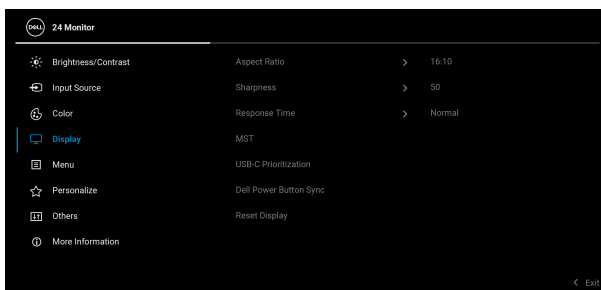 DELL
24 Monitor
Brightness/Contrast
Aspect Ratio > 16:10
Input Source
Sharpness > 50
Color
Response Time > Normal
Display
MST
Menu
USB-C Prioritization
Personalize
Dell Power Button Sync
Others
Reset Display
More Information
< Exit